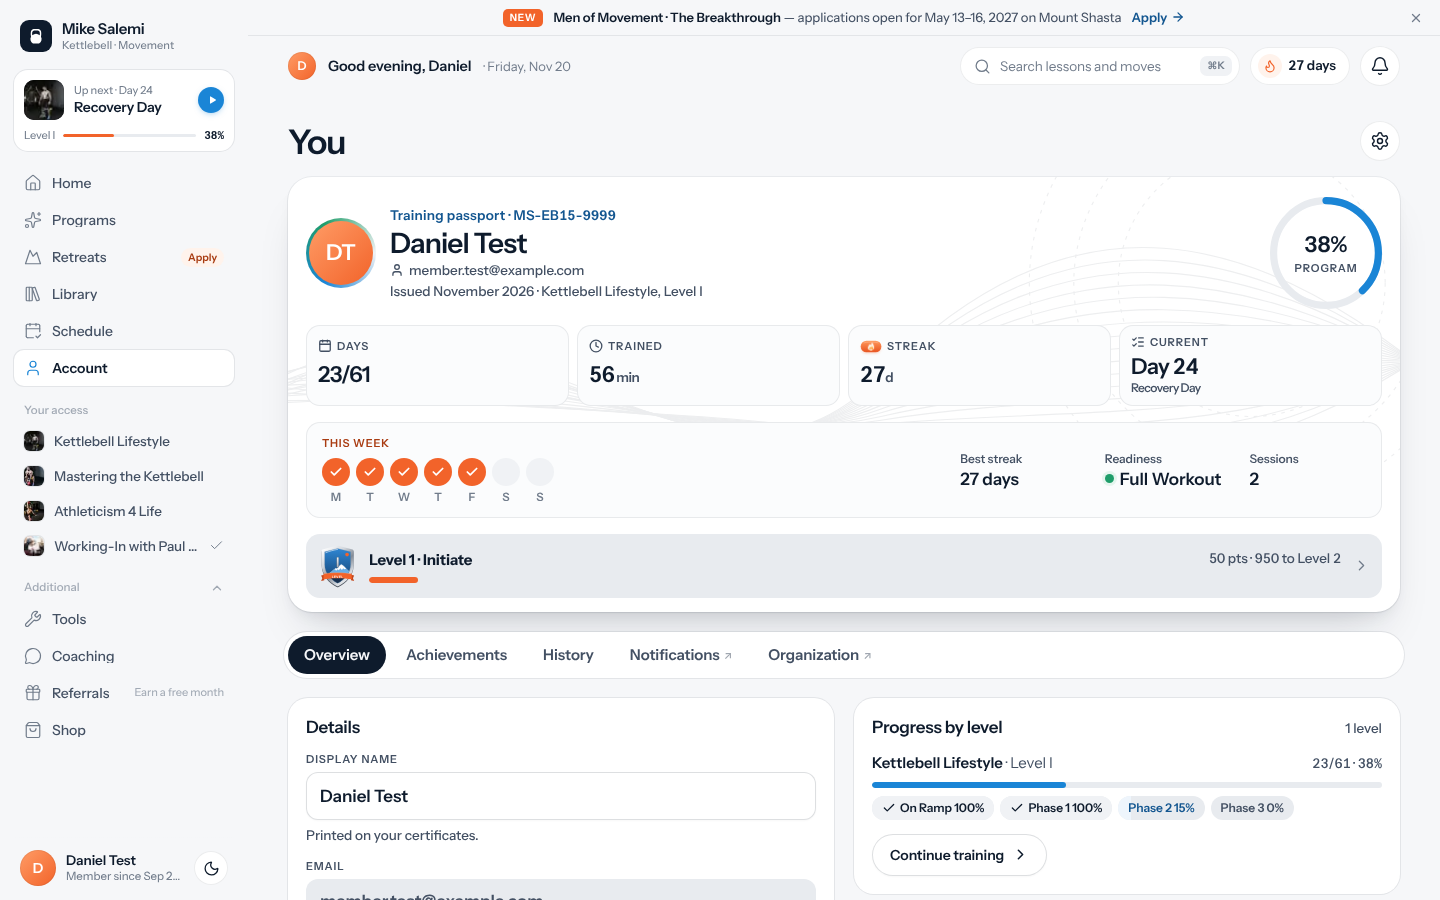 NEW Men of Movement · The Breakthrough — applications open for May 13–16, 2027 on Mount Shasta Apply
Mike Salemi
Kettlebell · Movement
Up next · Day 24
Recovery Day
Level I 38%
Home
Programs
Retreats Apply
Library
Schedule
Account
Your access
Kettlebell Lifestyle
Mastering the Kettlebell
Athleticism 4 Life
Working-In with Paul ...
Additional
Tools
Coaching
Referrals Earn a free month
Shop
D
Daniel Test
Member since Sep 2...
D Good evening, Daniel · Friday, Nov 20
Search lessons and moves ⌘K
27 days
You
DT
Training passport · MS-EB15-9999
Daniel Test
member.test@example.com
Issued November 2026 · Kettlebell Lifestyle, Level I
38%
PROGRAM
DAYS
23/61
TRAINED
56 min
STREAK
27d
CURRENT
Day 24
Recovery Day
THIS WEEK
M T W T F S S
Best streak
27 days
Readiness
Full Workout
Sessions
2
Level 1 · Initiate
50 pts · 950 to Level 2
Overview Achievements History Notifications Organization
Details
DISPLAY NAME
Daniel Test
Printed on your certificates.
EMAIL
member.test@example.com
Progress by level
1 level
Kettlebell Lifestyle · Level I
23/61 · 38%
On Ramp 100% Phase 1 100% Phase 2 15% Phase 3 0%
Continue training